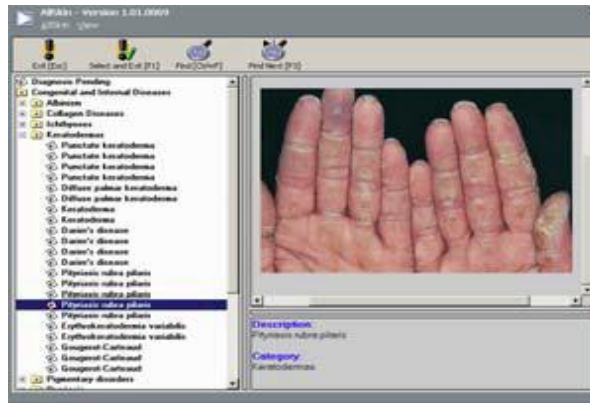 AllSkin - Version 1.01.0009
AllSkin View
Exit [Esc] Select and Exit [F1] Find [Ctrl+F] Find Next [F3]
Diagnosis Pending
Congenital and Internal Diseases
Albinism
Collagen Diseases
Ichthyoses
Keratodermas
Punctate keratoderma
Punctate keratoderma
Punctate keratoderma
Punctate keratoderma
Diffuse palmar keratoderma
Diffuse palmar keratoderma
Keratoderma
Keratoderma
Darier's disease
Darier's disease
Darier's disease
Darier's disease
Pityriasis rubra pilaris
Pityriasis rubra pilaris
Pityriasis rubra pilaris
Pityriasis rubra pilaris
Pityriasis rubra pilaris
Erythrokeratodermia variabilis
Erythrokeratodermia variabilis
Gougerot-Carteaud
Gougerot-Carteaud
Gougerot-Carteaud
Pigmentary disorders
Description:
Pityriasis rubra pilaris
Category:
Keratodermas